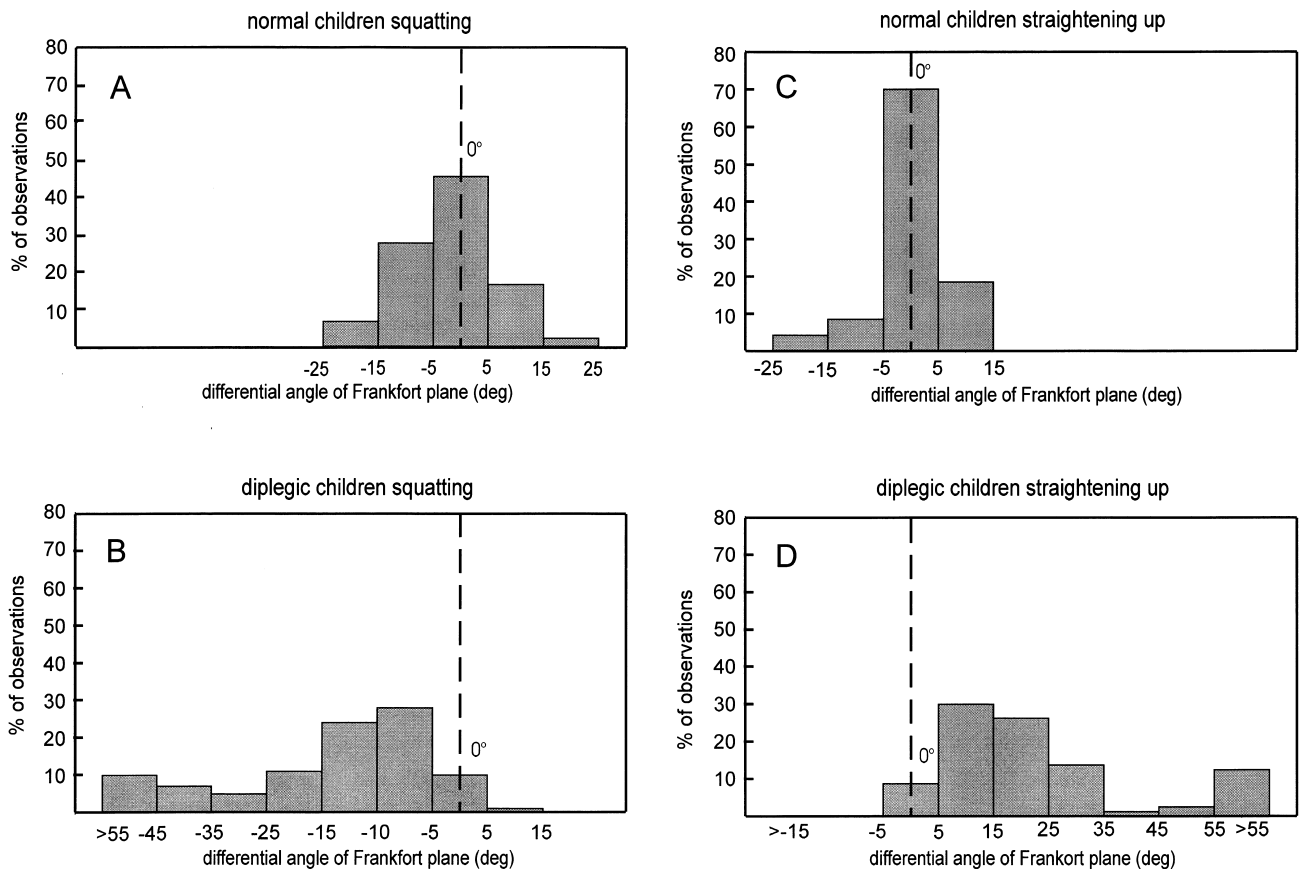 normal children squatting
80
70
60
50
40
30
20
10
% of observations
A
0°
-25 -15 -5 5 15 25
differential angle of Frankfort plane (deg)
normal children straightening up
80
70
60
50
40
30
20
10
% of observations
C
0°
-25 -15 -5 5 15
differential angle of Frankfort plane (deg)
diplegic children squatting
80
70
60
50
40
30
20
10
% of observations
B
0°
>55 -45 -35 -25 -15 -10 -5 5 15
differential angle of Frankfort plane (deg)
diplegic children straightening up
80
70
60
50
40
30
20
10
% of observations
D
0°
>-15 -5 5 15 25 35 45 55 >55
differential angle of Frankort plane (deg)